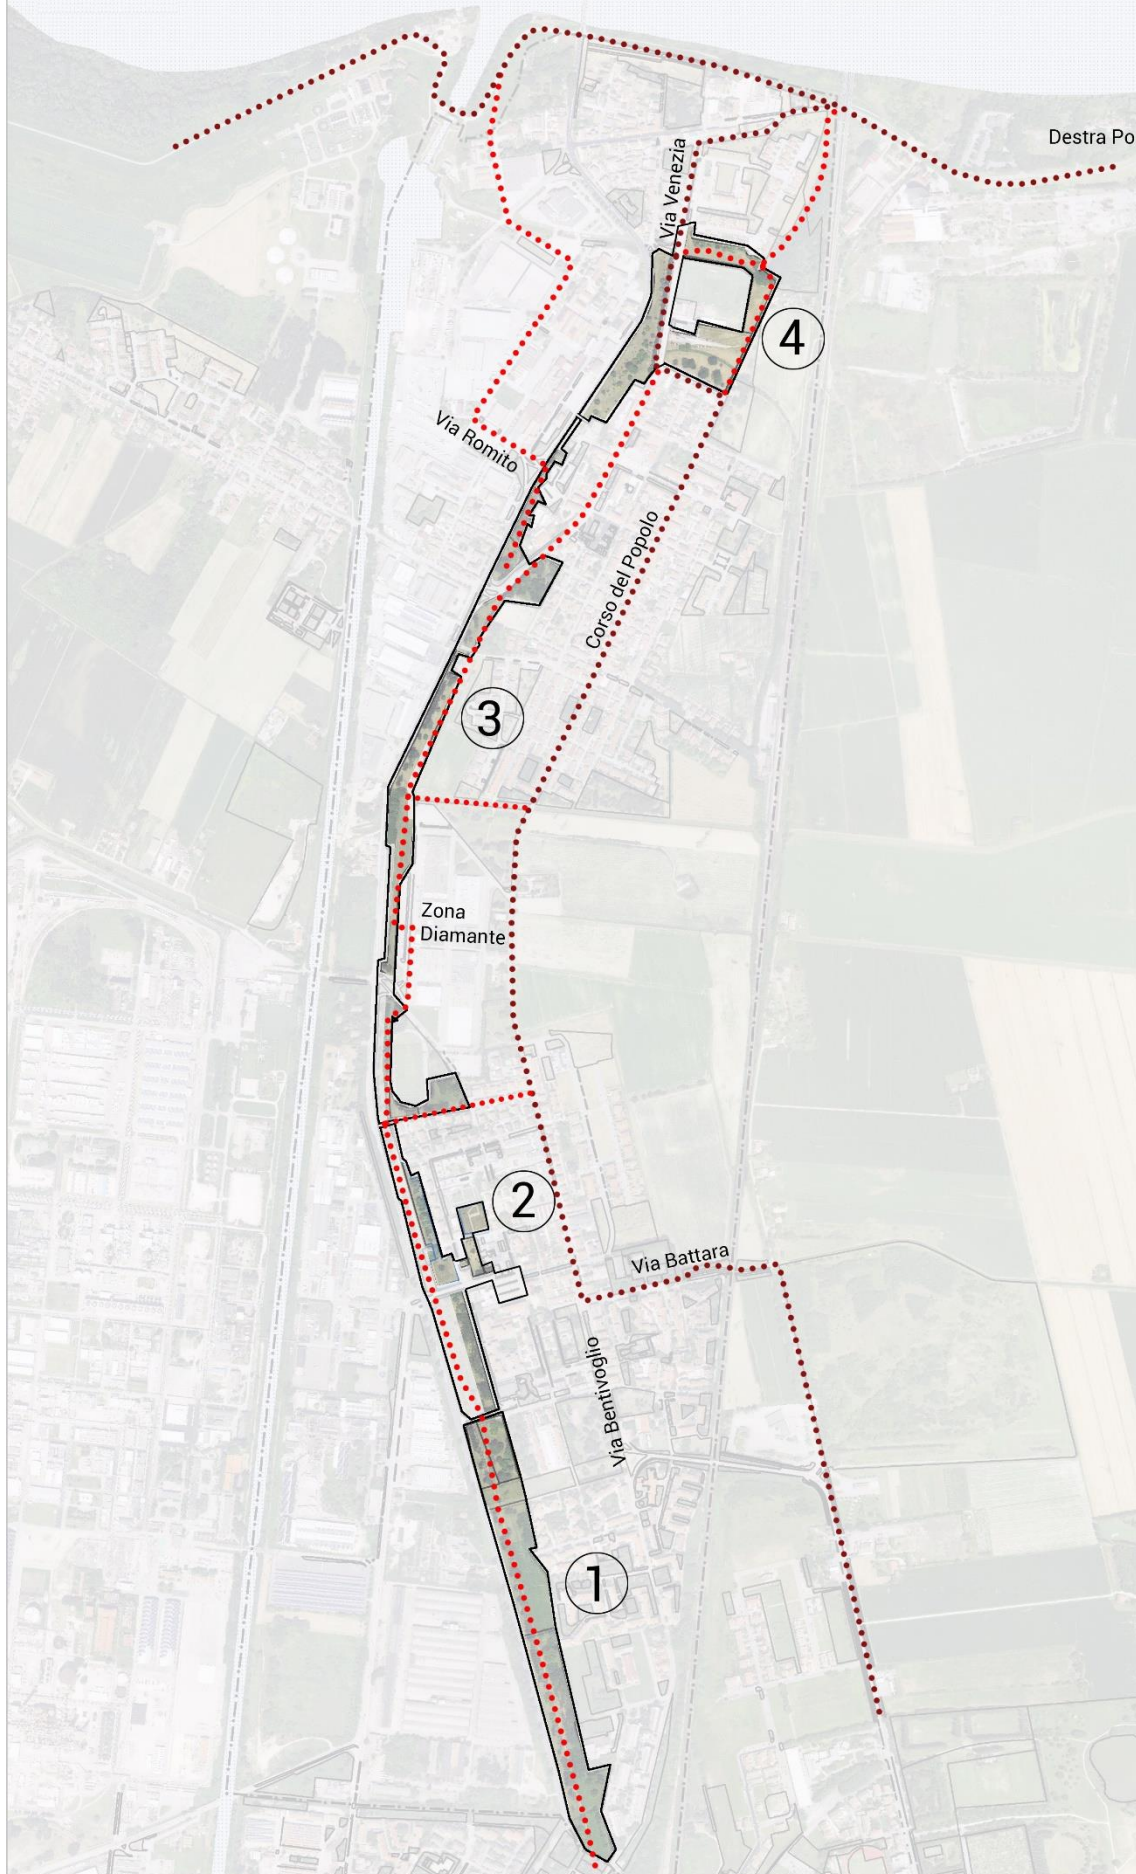 Destra Po
Via Venezia
4
Via Romito
Corso del Popolo
3
Zona
Diamante
2
Via Battara
Via Bentivoglio
1